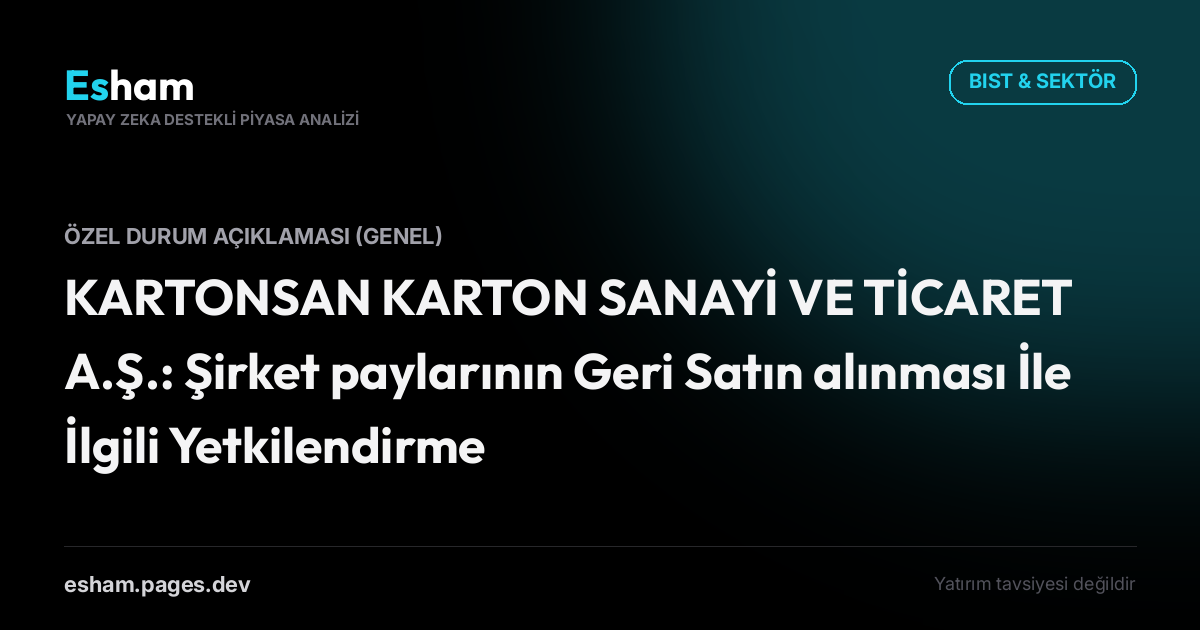 Esham
YAPAY ZEKA DESTEKLİ PİYASA ANALİZİ
BIST & SEKTÖR
ÖZEL DURUM AÇIKLAMASI (GENEL)
KARTONSAN KARTON SANAYİ VE TİCARET
A.Ş.: Şirket paylarının Geri Satın alınması İle
İlgili Yetkilendirme
esham.pages.dev
Yatırım tavsiyesi değildir